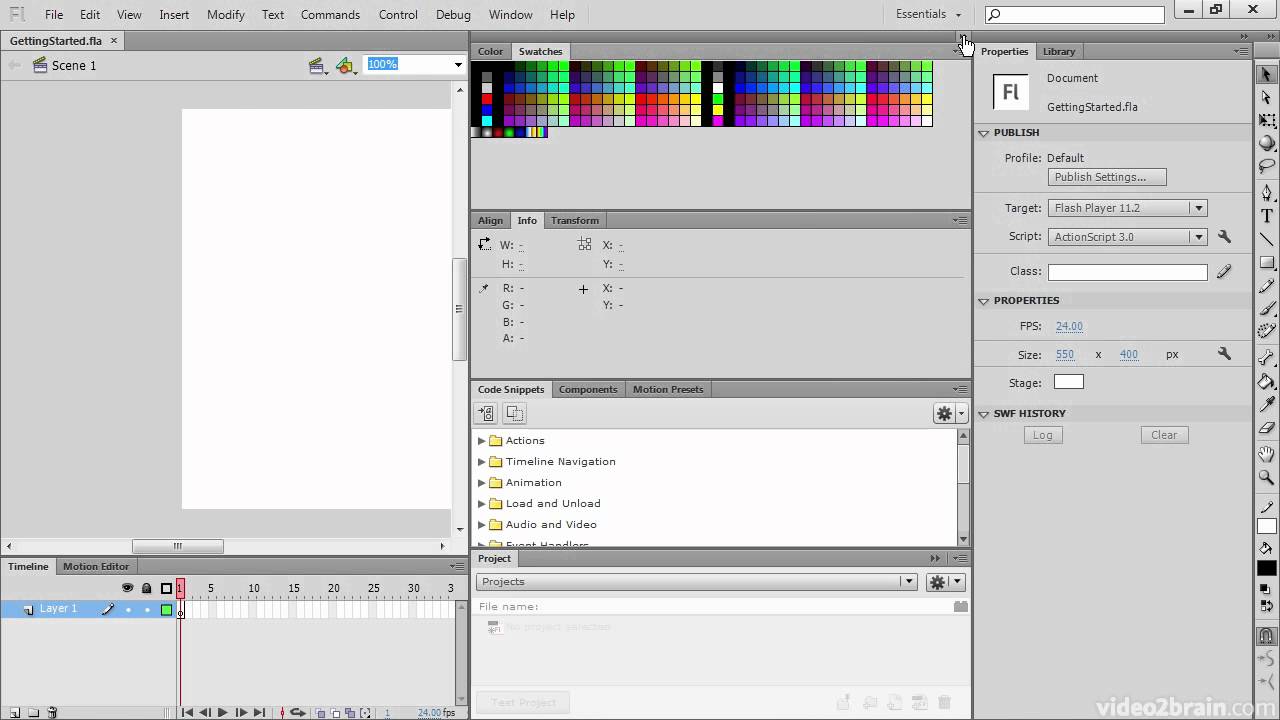 Fl File Edit View Insert Modify Text Commands Control Debug Window Help Essentials
GettingStarted.fla
Scene 1 100%
Color Swatches
Align Info Transform
W: - X: -
H: - Y: -
R: - X: -
G: - Y: -
B: -
A: -
Code Snippets Components Motion Presets
Actions
Timeline Navigation
Animation
Load and Unload
Audio and Video
Event Handlers
Project
Projects
File name:
No project selected
Test Project
Properties Library
Fl Document
GettingStarted.fla
PUBLISH
Profile: Default
Publish Settings...
Target: Flash Player 11.2
Script: ActionScript 3.0
Class:
PROPERTIES
FPS: 24.00
Size: 550 x 400 px
Stage:
SWF HISTORY
Log Clear
Timeline Motion Editor
1 5 10 15 20 25 30 3
Layer 1
1 24.00 fps
video2brain.com